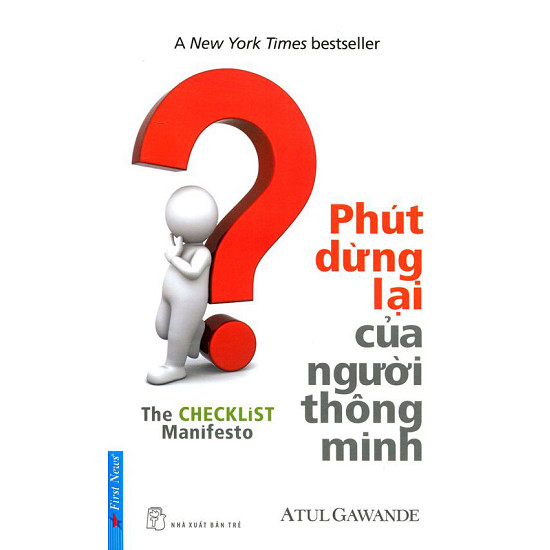 A New York Times bestseller
Phút
dừng
lại
của
người
thông
minh
The CHECKLiST
Manifesto
First News
NHÀ XUẤT BẢN TRẺ
ATUL GAWANDE